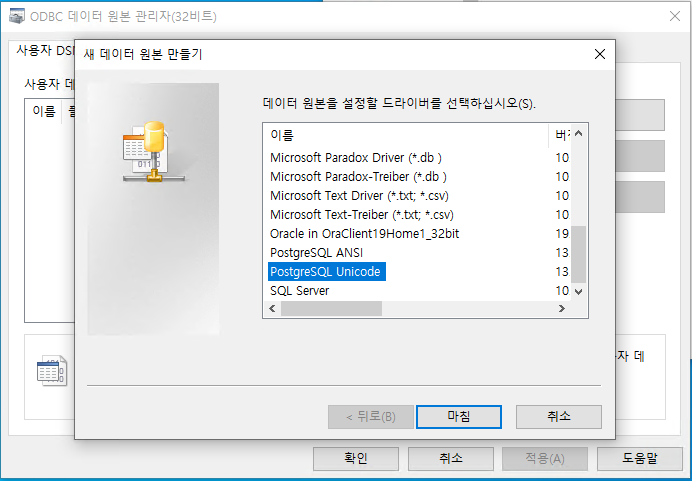 ODBC 데이터 원본 관리자(32비트)
사용자 DSN
새 데이터 원본 만들기
사용자 데
이름
데이터 원본을 설정할 드라이버를 선택하십시오(S).
이름 버전
Microsoft Paradox Driver (*.db ) 10
Microsoft Paradox-Treiber (*.db ) 10
Microsoft Text Driver (*.txt; *.csv) 10
Microsoft Text-Treiber (*.txt; *.csv) 10
Oracle in OraClient19Home1_32bit 19
PostgreSQL ANSI 13
PostgreSQL Unicode 13
SQL Server 10
자 데
< 뒤로(B) 마침 취소
확인 취소 적용(A) 도움말